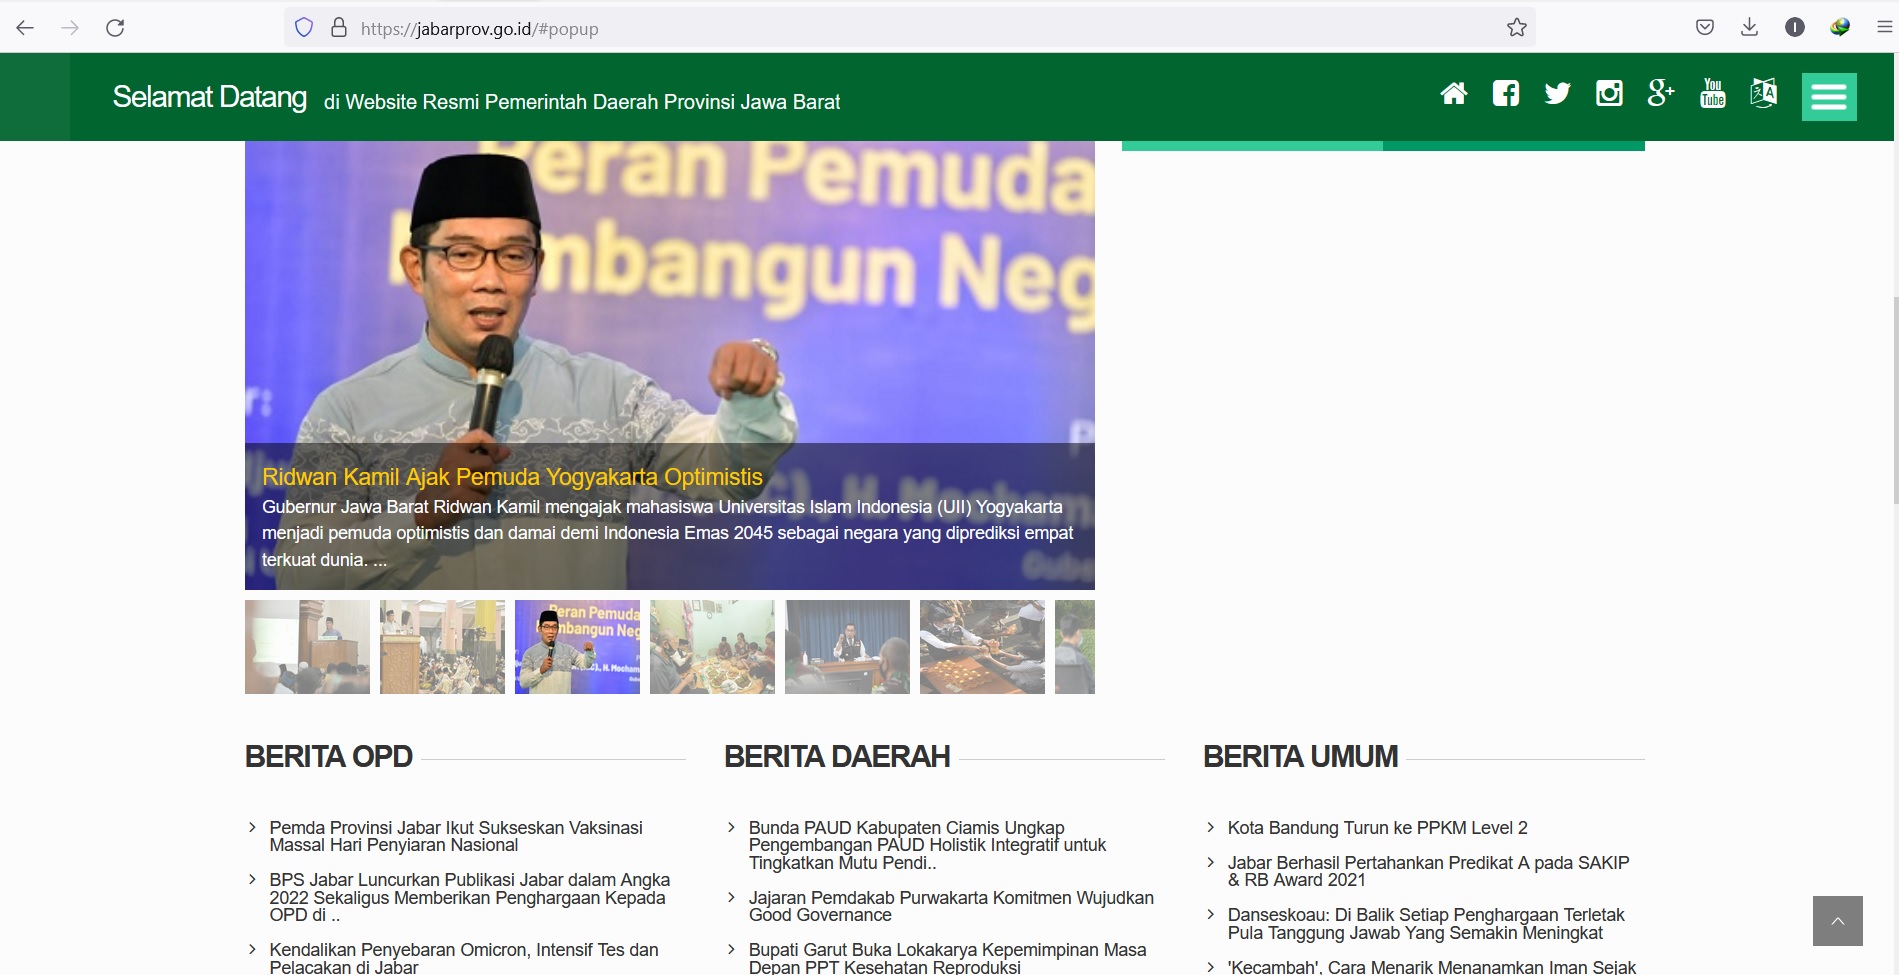 https://jabarprov.go.id/#popup
Selamat Datang di Website Resmi Pemerintah Daerah Provinsi Jawa Barat
You
Tube
A
Peran Pemuda
mbangun Neg
Ridwan Kamil Ajak Pemuda Yogyakarta Optimistis
Gubernur Jawa Barat Ridwan Kamil mengajak mahasiswa Universitas Islam Indonesia (UII) Yogyakarta
menjadi pemuda optimistis dan damai demi Indonesia Emas 2045 sebagai negara yang diprediksi empat
terkuat dunia. ...
Peran Pemuda
mbangun Neg
BERITA OPD
Pemda Provinsi Jabar Ikut Sukseskan Vaksinasi
Massal Hari Penyiaran Nasional
BPS Jabar Luncurkan Publikasi Jabar dalam Angka
2022 Sekaligus Memberikan Penghargaan Kepada
OPD di ..
Kendalikan Penyebaran Omicron, Intensif Tes dan
Pelacakan di Jabar
BERITA DAERAH
Bunda PAUD Kabupaten Ciamis Ungkap
Pengembangan PAUD Holistik Integratif untuk
Tingkatkan Mutu Pendi..
Jajaran Pemdakab Purwakarta Komitmen Wujudkan
Good Governance
Bupati Garut Buka Lokakarya Kepemimpinan Masa
Depan PPT Kesehatan Reproduksi
BERITA UMUM
Kota Bandung Turun ke PPKM Level 2
Jabar Berhasil Pertahankan Predikat A pada SAKIP
& RB Award 2021
Danseskoau: Di Balik Setiap Penghargaan Terletak
Pula Tanggung Jawab Yang Semakin Meningkat
'Kecambah', Cara Menarik Menanamkan Iman Sejak